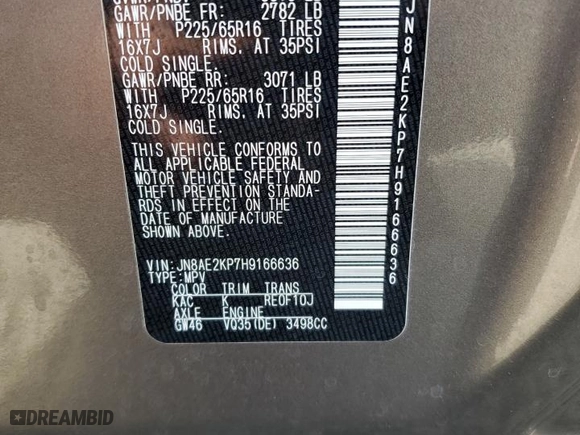 GAWR/PNBE FR: 2782 LB
WITH P225/65R16 TIRES
16X7J RIMS, AT 35PSI
COLD SINGLE.
GAWR/PNBE RR: 3071 LB
WITH P225/65R16 TIRES
16X7J RIMS, AT 35PSI
COLD SINGLE.
THIS VEHICLE CONFORMS TO
ALL APPLICABLE FEDERAL
MOTOR VEHICLE SAFETY AND
THEFT PREVENTION STANDA-
RDS IN EFFECT ON THE
DATE OF MANUFACTURE
SHOWN ABOVE.
VIN: JN8AE2KP7H9166636
TYPE: MPV
COLOR TRIM TRANS
KAC K RE0F10J
AXLE ENGINE
GW46 VQ35(DE) 3498CC
JN8AE2KP7H9166636
DREAMBID